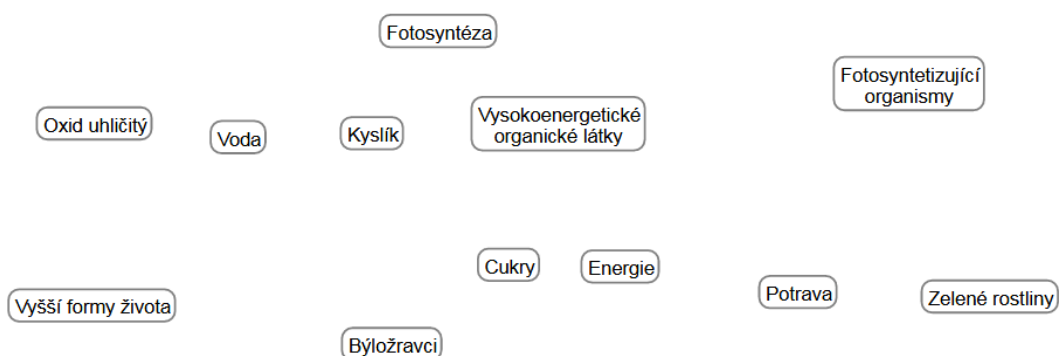 Fotosyntéza
Fotosyntetizující
organismy
Oxid uhličitý
Voda
Kyslík
Vysokoenergetické
organické látky
Cukry
Energie
Potrava
Zelené rostliny
Vyšší formy života
Býložravci